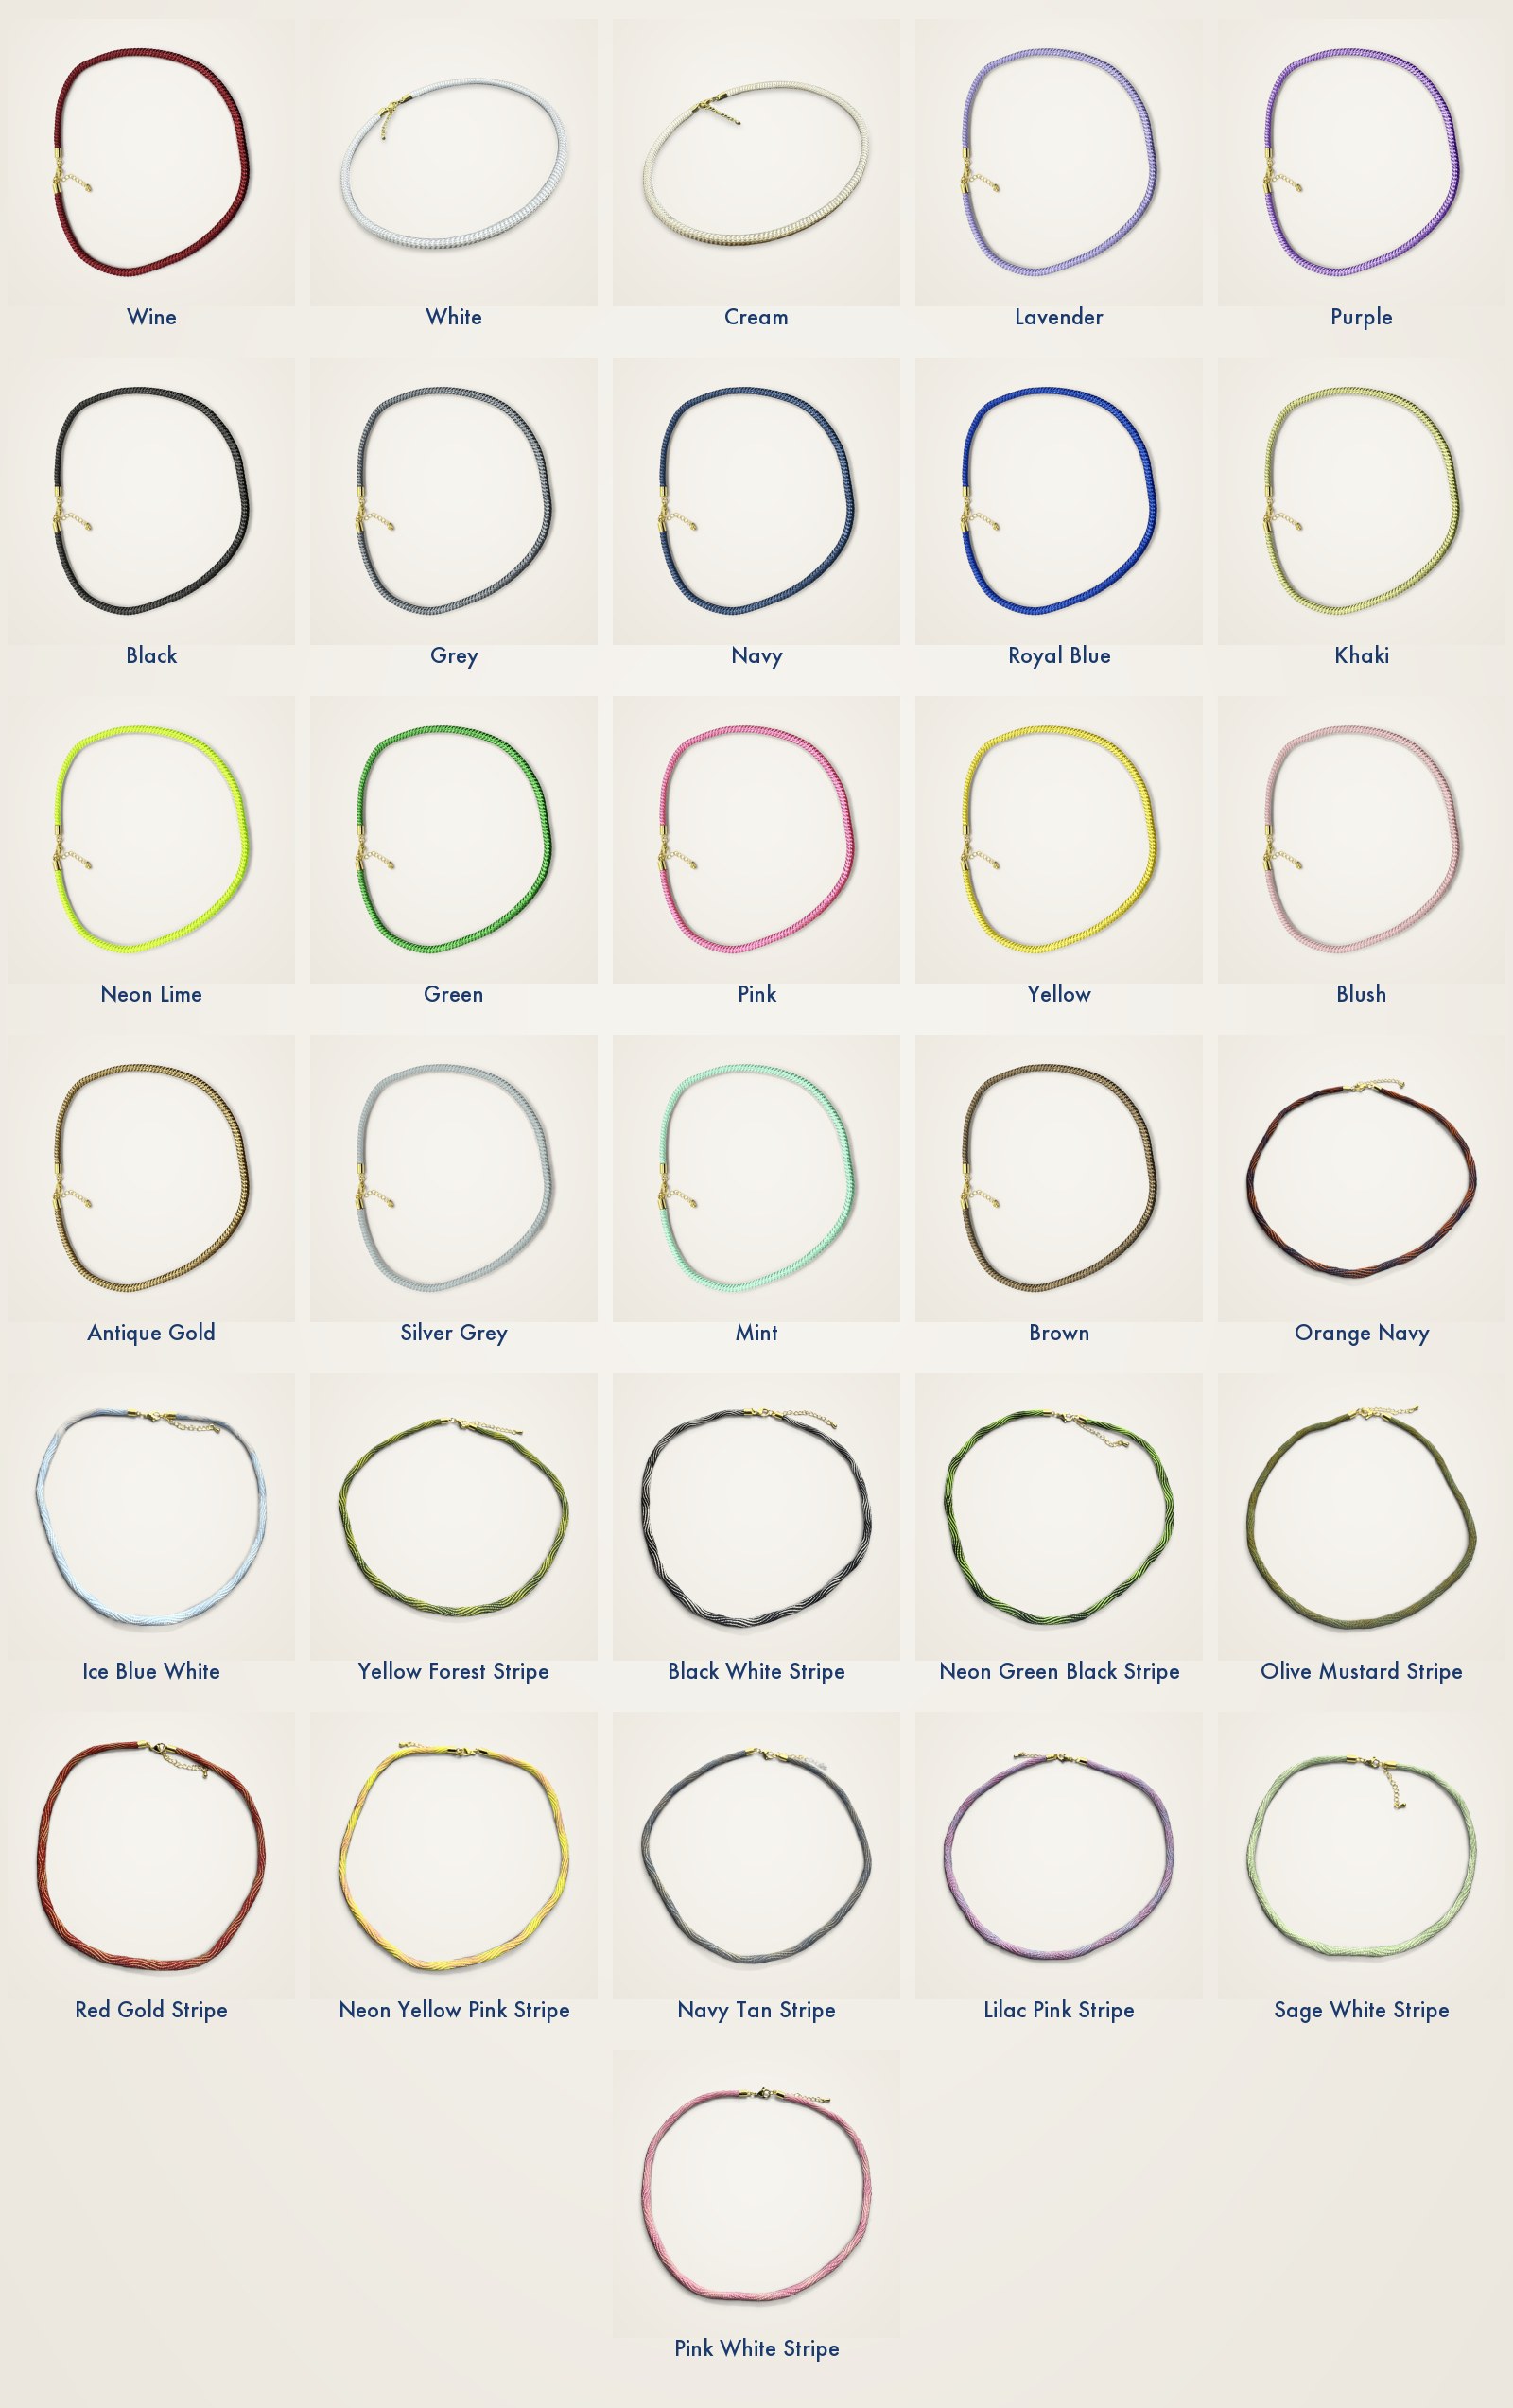 Wine
White
Cream
Lavender
Purple
Black
Grey
Navy
Royal Blue
Khaki
Neon Lime
Green
Pink
Yellow
Blush
Antique Gold
Silver Grey
Mint
Brown
Orange Navy
Ice Blue White
Yellow Forest Stripe
Black White Stripe
Neon Green Black Stripe
Olive Mustard Stripe
Red Gold Stripe
Neon Yellow Pink Stripe
Navy Tan Stripe
Lilac Pink Stripe
Sage White Stripe
Pink White Stripe